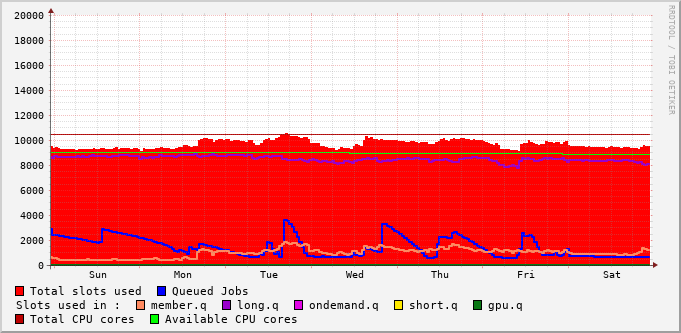 20000
18000
16000
14000
12000
10000
8000
6000
4000
2000
0
Sun Mon Tue Wed Thu Fri Sat
RRDTOOL / TOBI OETIKER
Total slots used Queued Jobs
Slots used in : member.q long.q ondemand.q short.q gpu.q
Total CPU cores Available CPU cores